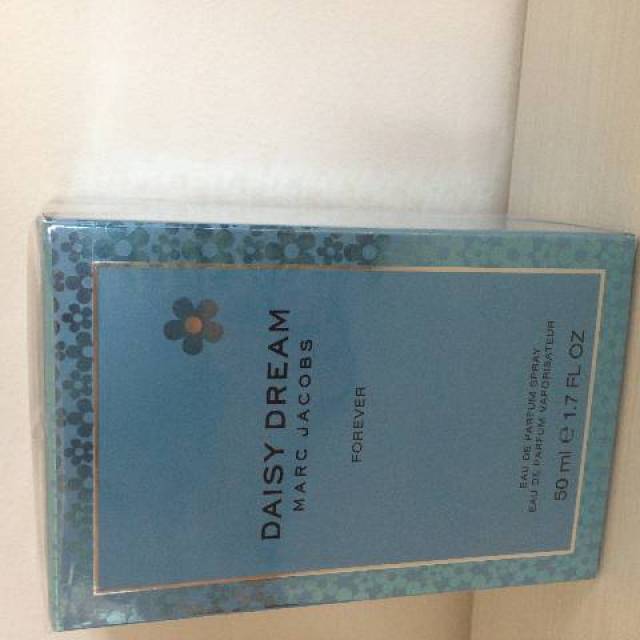 DAISY DREAM
MARC JACOBS
FOREVER
EAU DE PARFUM SPRAY
EAU DE PARFUM VAPORISATEUR
50 ml e 1.7 FL OZ